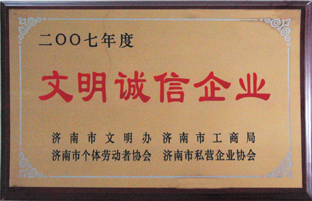 二〇〇七年度
文明诚信企业
济南市文明办 济南市工商局
济南市个体劳动者协会 济南市私营企业协会